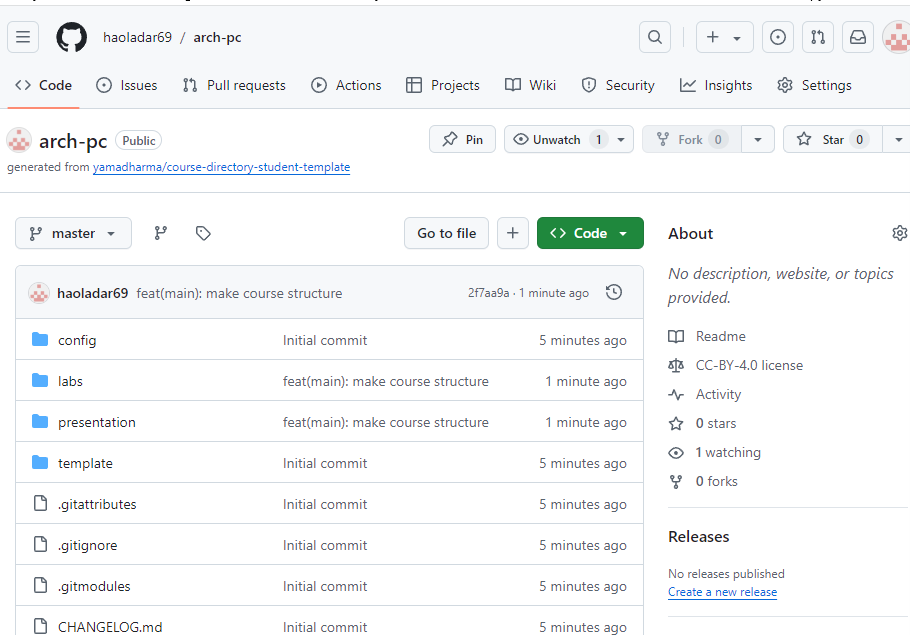 haoladar69 / arch-pc
Code Issues Pull requests Actions Projects Wiki Security Insights Settings
arch-pc Public Pin Unwatch 1 Fork 0 Star 0
generated from yamadharma/course-directory-student-template
master Go to file Code
haoladar69 feat(main): make course structure 2f7aa9a · 1 minute ago
config Initial commit 5 minutes ago
labs feat(main): make course structure 1 minute ago
presentation feat(main): make course structure 1 minute ago
template Initial commit 5 minutes ago
.gitattributes Initial commit 5 minutes ago
.gitignore Initial commit 5 minutes ago
.gitmodules Initial commit 5 minutes ago
CHANGELOG.md Initial commit 5 minutes ago
About
No description, website, or topics
provided.
Readme
CC-BY-4.0 license
Activity
0 stars
1 watching
0 forks
Releases
No releases published
Create a new release